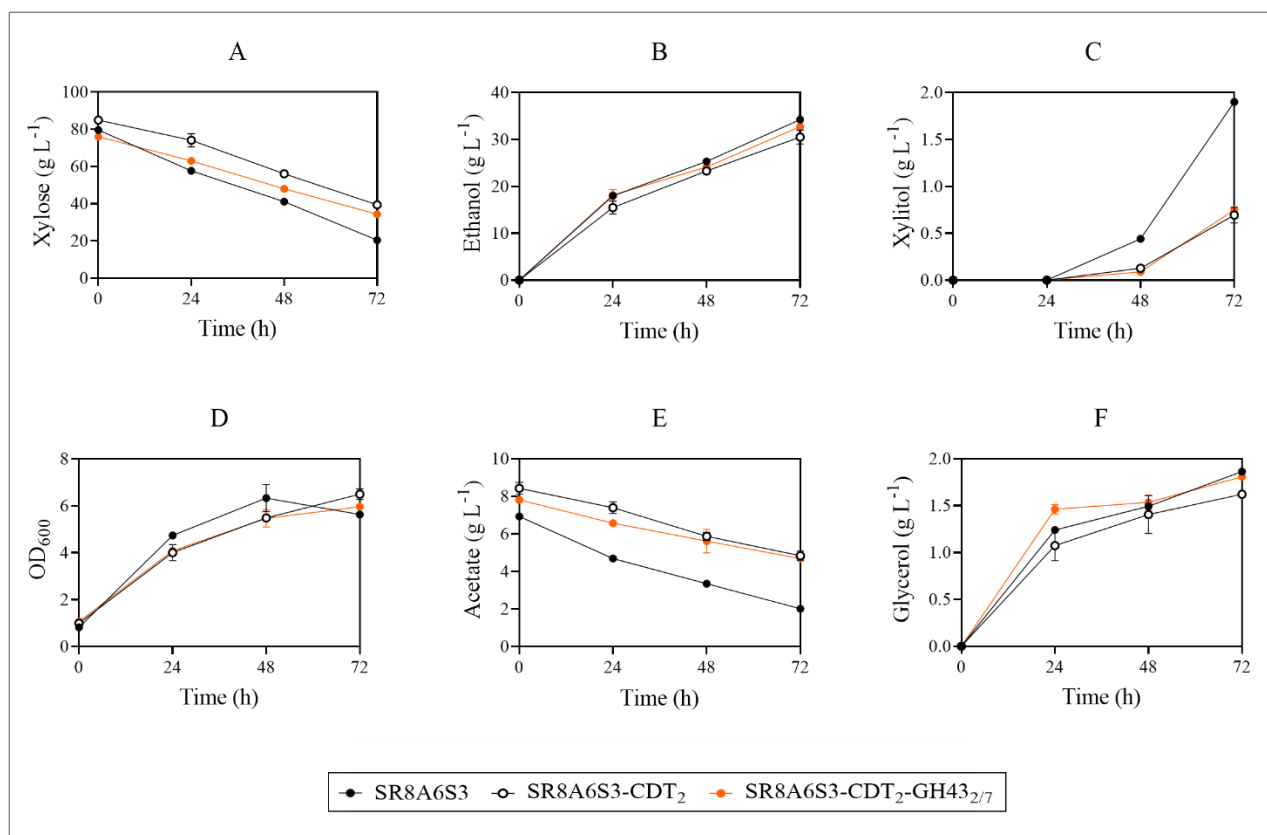 A
Xylose (g L⁻¹)
100
80
60
40
20
0
0 24 48 72
Time (h)
B
Ethanol (g L⁻¹)
40
30
20
10
0
0 24 48 72
Time (h)
C
Xylitol (g L⁻¹)
2.0
1.5
1.0
0.5
0.0
0 24 48 72
Time (h)
D
OD₆₀₀
8
6
4
2
0
0 24 48 72
Time (h)
E
Acetate (g L⁻¹)
10
8
6
4
2
0
0 24 48 72
Time (h)
F
Glycerol (g L⁻¹)
2.0
1.5
1.0
0.5
0.0
0 24 48 72
Time (h)
SR8A6S3 SR8A6S3-CDT₂ SR8A6S3-CDT₂-GH43₂/₇